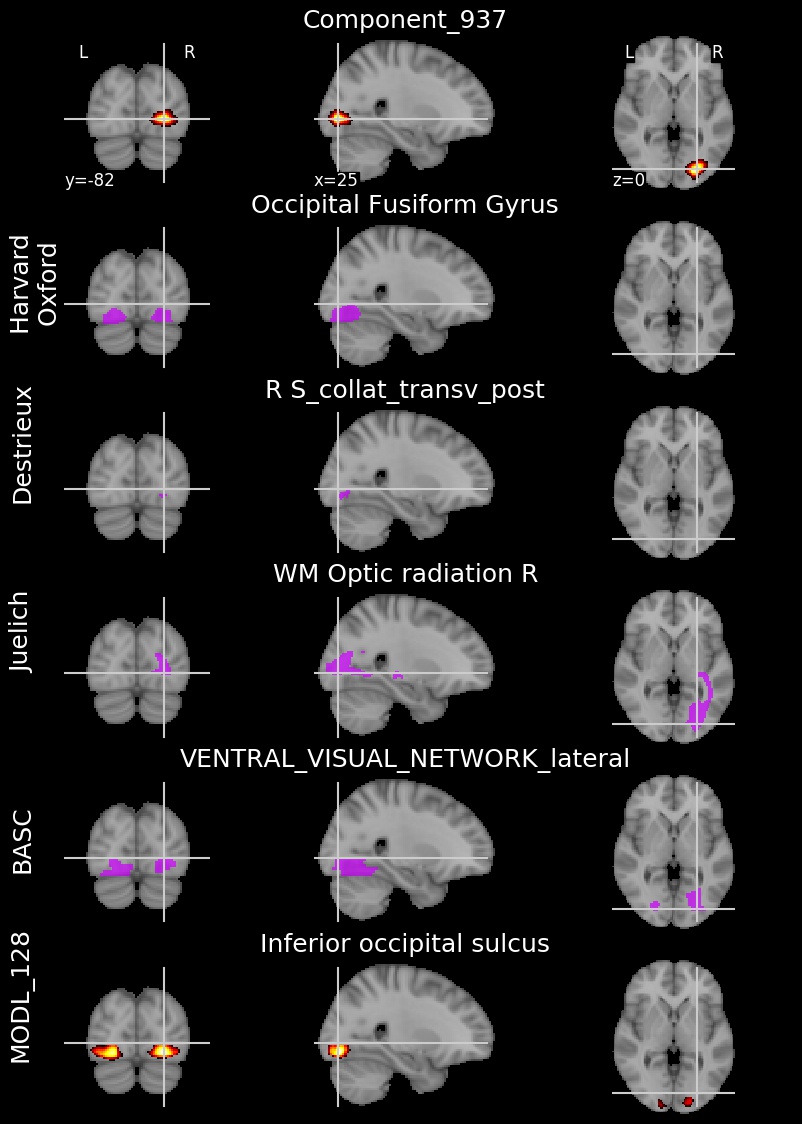 Component_937
L R
L R
y=-82
x=25
z=0
Occipital Fusiform Gyrus
Harvard
Oxford
R S_collat_transv_post
Destrieux
WM Optic radiation R
Juelich
VENTRAL_VISUAL_NETWORK_lateral
BASC
Inferior occipital sulcus
MODL_128